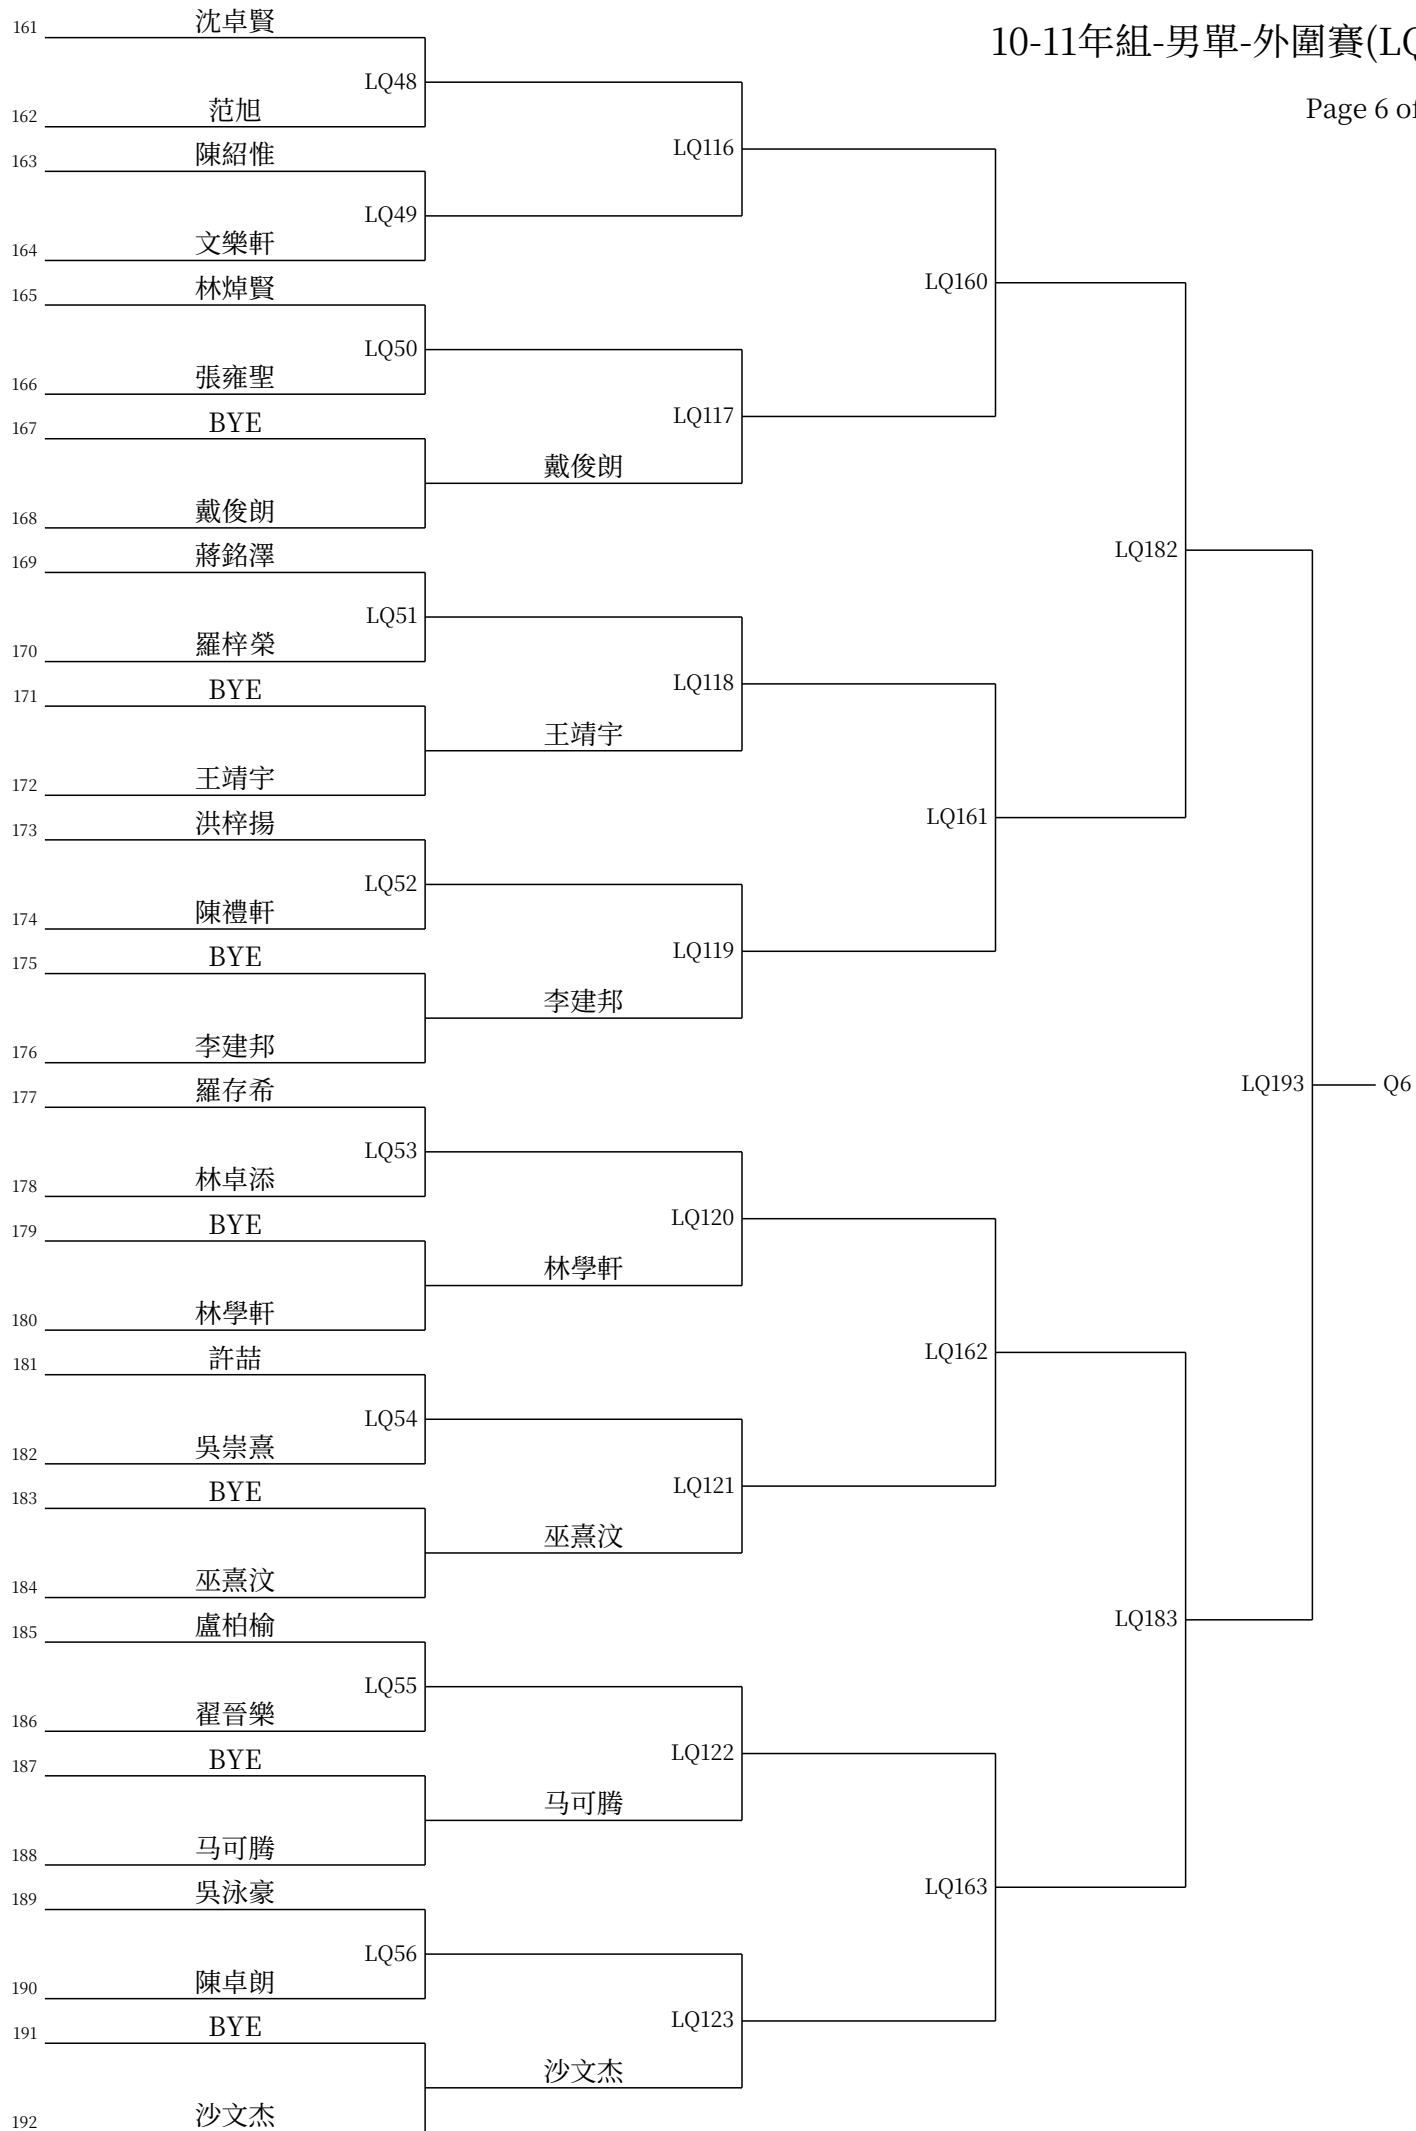 10-11年組-男單-外圍賽(LQ
Page 6 of
161 沈卓賢
LQ48
162 范旭
163 陳紹惟
LQ116
LQ49
164 文樂軒
165 林焯賢
LQ160
LQ50
166 張雍聖
167 BYE
LQ117
戴俊朗
168 戴俊朗
169 蔣銘澤
LQ182
LQ51
170 羅梓榮
171 BYE
LQ118
王靖宇
172 王靖宇
173 洪梓揚
LQ161
LQ52
174 陳禮軒
175 BYE
LQ119
李建邦
176 李建邦
177 羅存希
LQ193 Q6
LQ53
178 林卓添
179 BYE
LQ120
林學軒
180 林學軒
181 許喆
LQ162
LQ54
182 吳崇熹
183 BYE
LQ121
巫熹汶
184 巫熹汶
185 盧柏榆
LQ183
LQ55
186 翟晉樂
187 BYE
LQ122
马可腾
188 马可腾
189 吳泳豪
LQ163
LQ56
190 陳卓朗
191 BYE
LQ123
沙文杰
192 沙文杰